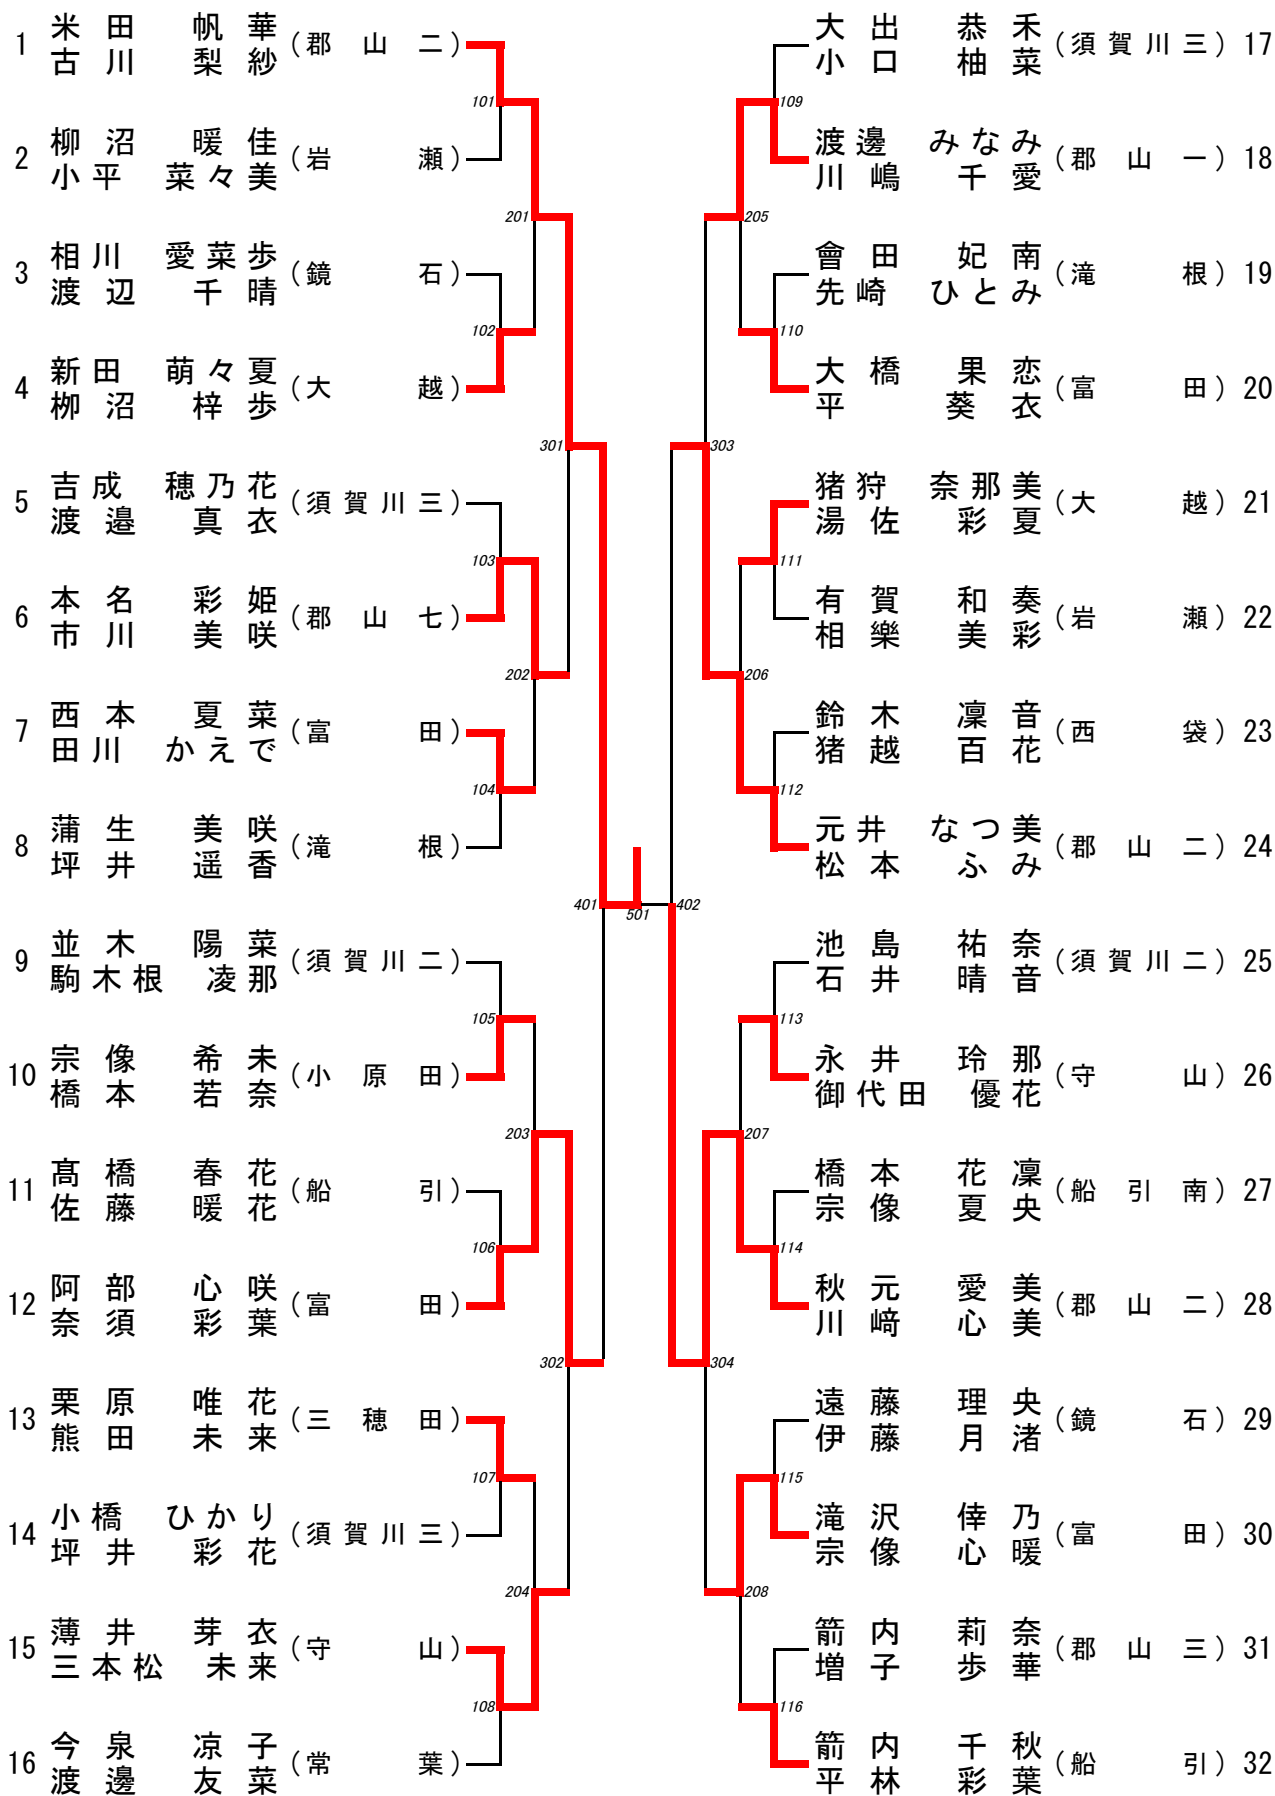 1 米田 帆華 (郡山二)
古川 梨紗
2 柳沼 暖佳 (岩瀬)
小平 菜々美
3 相川 愛菜歩 (鏡石)
渡辺 千晴
4 新田 萌々夏 (大越)
栁沼 梓歩
5 吉成 穂乃花 (須賀川三)
渡邉 真衣
6 本名 彩姫 (郡山七)
市川 美咲
7 西本 夏菜 (富田)
田川 かえで
8 蒲生 美咲 (滝根)
坪井 遥香
9 並木 陽菜 (須賀川二)
駒木根 凌那
10 宗像 希未 (小原田)
橋本 若奈
11 髙橋 春花 (船引)
佐藤 暖花
12 阿部 心咲 (富田)
奈須 彩葉
13 栗原 唯花 (三穂田)
熊田 未来
14 小橋 ひかり (須賀川三)
坪井 彩花
15 薄井 芽衣 (守山)
三本松 未来
16 今泉 凉子 (常葉)
渡邊 友菜
101
102
103
104
105
106
107
108
201
202
203
204
301
302
401
501
402
303
304
205
206
207
208
109
110
111
112
113
114
115
116
大出 恭禾 (須賀川三) 17
小口 柚菜
渡邊 みなみ (郡山一) 18
川嶋 千愛
會田 妃南 (滝根) 19
先崎 ひとみ
大橋 果恋 (富田) 20
平 葵衣
猪狩 奈那美 (大越) 21
湯佐 彩夏
有賀 和奏 (岩瀬) 22
相樂 美彩
鈴木 凜音 (西袋) 23
猪越 百花
元井 なつ美 (郡山二) 24
松本 ふみ
池島 祐奈 (須賀川二) 25
石井 晴音
永井 玲那 (守山) 26
御代田 優花
橋本 花凜 (船引南) 27
宗像 夏央
秋元 愛美 (郡山二) 28
川﨑 心美
遠藤 理央 (鏡石) 29
伊藤 月渚
滝沢 倖乃 (富田) 30
宗像 心暖
箭内 莉奈 (郡山三) 31
増子 歩華
箭内 千秋 (船引) 32
平林 彩葉